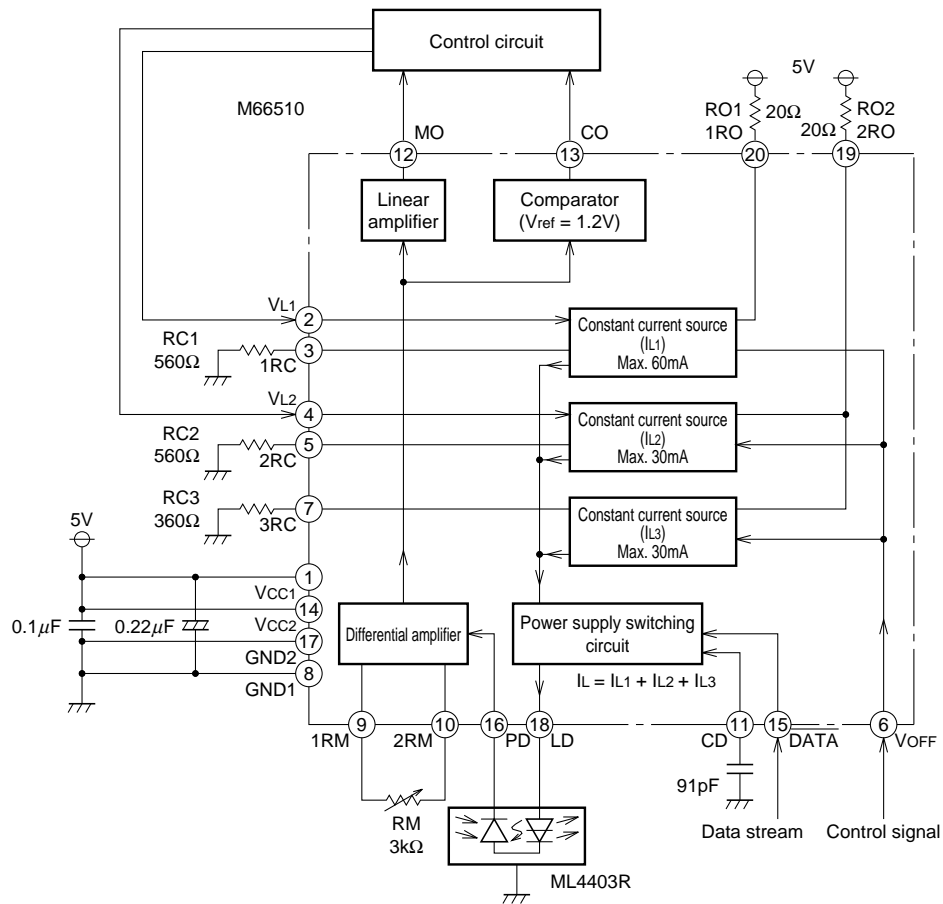 Control circuit
5V
M66510
RO1
1RO
20Ω
20Ω
RO2
2RO
MO
CO
12
13
20
19
Linear
amplifier
Comparator
(Vref = 1.2V)
VL1
2
Constant current source
(IL1)
Max. 60mA
RC1
560Ω
3
1RC
VL2
4
Constant current source
(IL2)
Max. 30mA
RC2
560Ω
5
2RC
RC3
360Ω
7
3RC
Constant current source
(IL3)
Max. 30mA
5V
1
VCC1
14
VCC2
0.1μF
0.22μF
17
GND2
8
GND1
Differential amplifier
Power supply switching
circuit
IL = IL1 + IL2 + IL3
9
10
16
18
11
15
6
1RM
2RM
PD
LD
CD
DATA
VOFF
91pF
RM
3kΩ
Data stream
Control signal
ML4403R